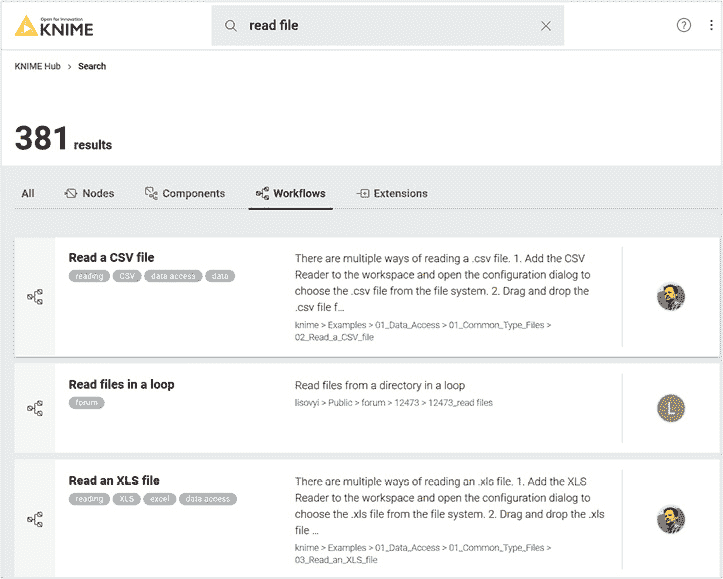 Open for Innovation
KNIME
read file
KNIME Hub > Search
381 results
All Nodes Components Workflows Extensions
Read a CSV file
reading CSV data access data
There are multiple ways of reading a .csv file. 1. Add the CSV
Reader to the workspace and open the configuration dialog to
choose the .csv file from the file system. 2. Drag and drop the
.csv file f...
knime > Examples > 01_Data_Access > 01_Common_Type_Files >
02_Read_a_CSV_file
Read files in a loop
forum
Read files from a directory in a loop
lisovyi > Public > forum > 12473 > 12473_read files
L
Read an XLS file
reading XLS excel data access
There are multiple ways of reading an .xls file. 1. Add the XLS
Reader to the workspace and open the configuration dialog to
choose the .xls file from the file system. 2. Drag and drop the .xls
file ...
knime > Examples > 01_Data_Access > 01_Common_Type_Files >
03_Read_an_XLS_file